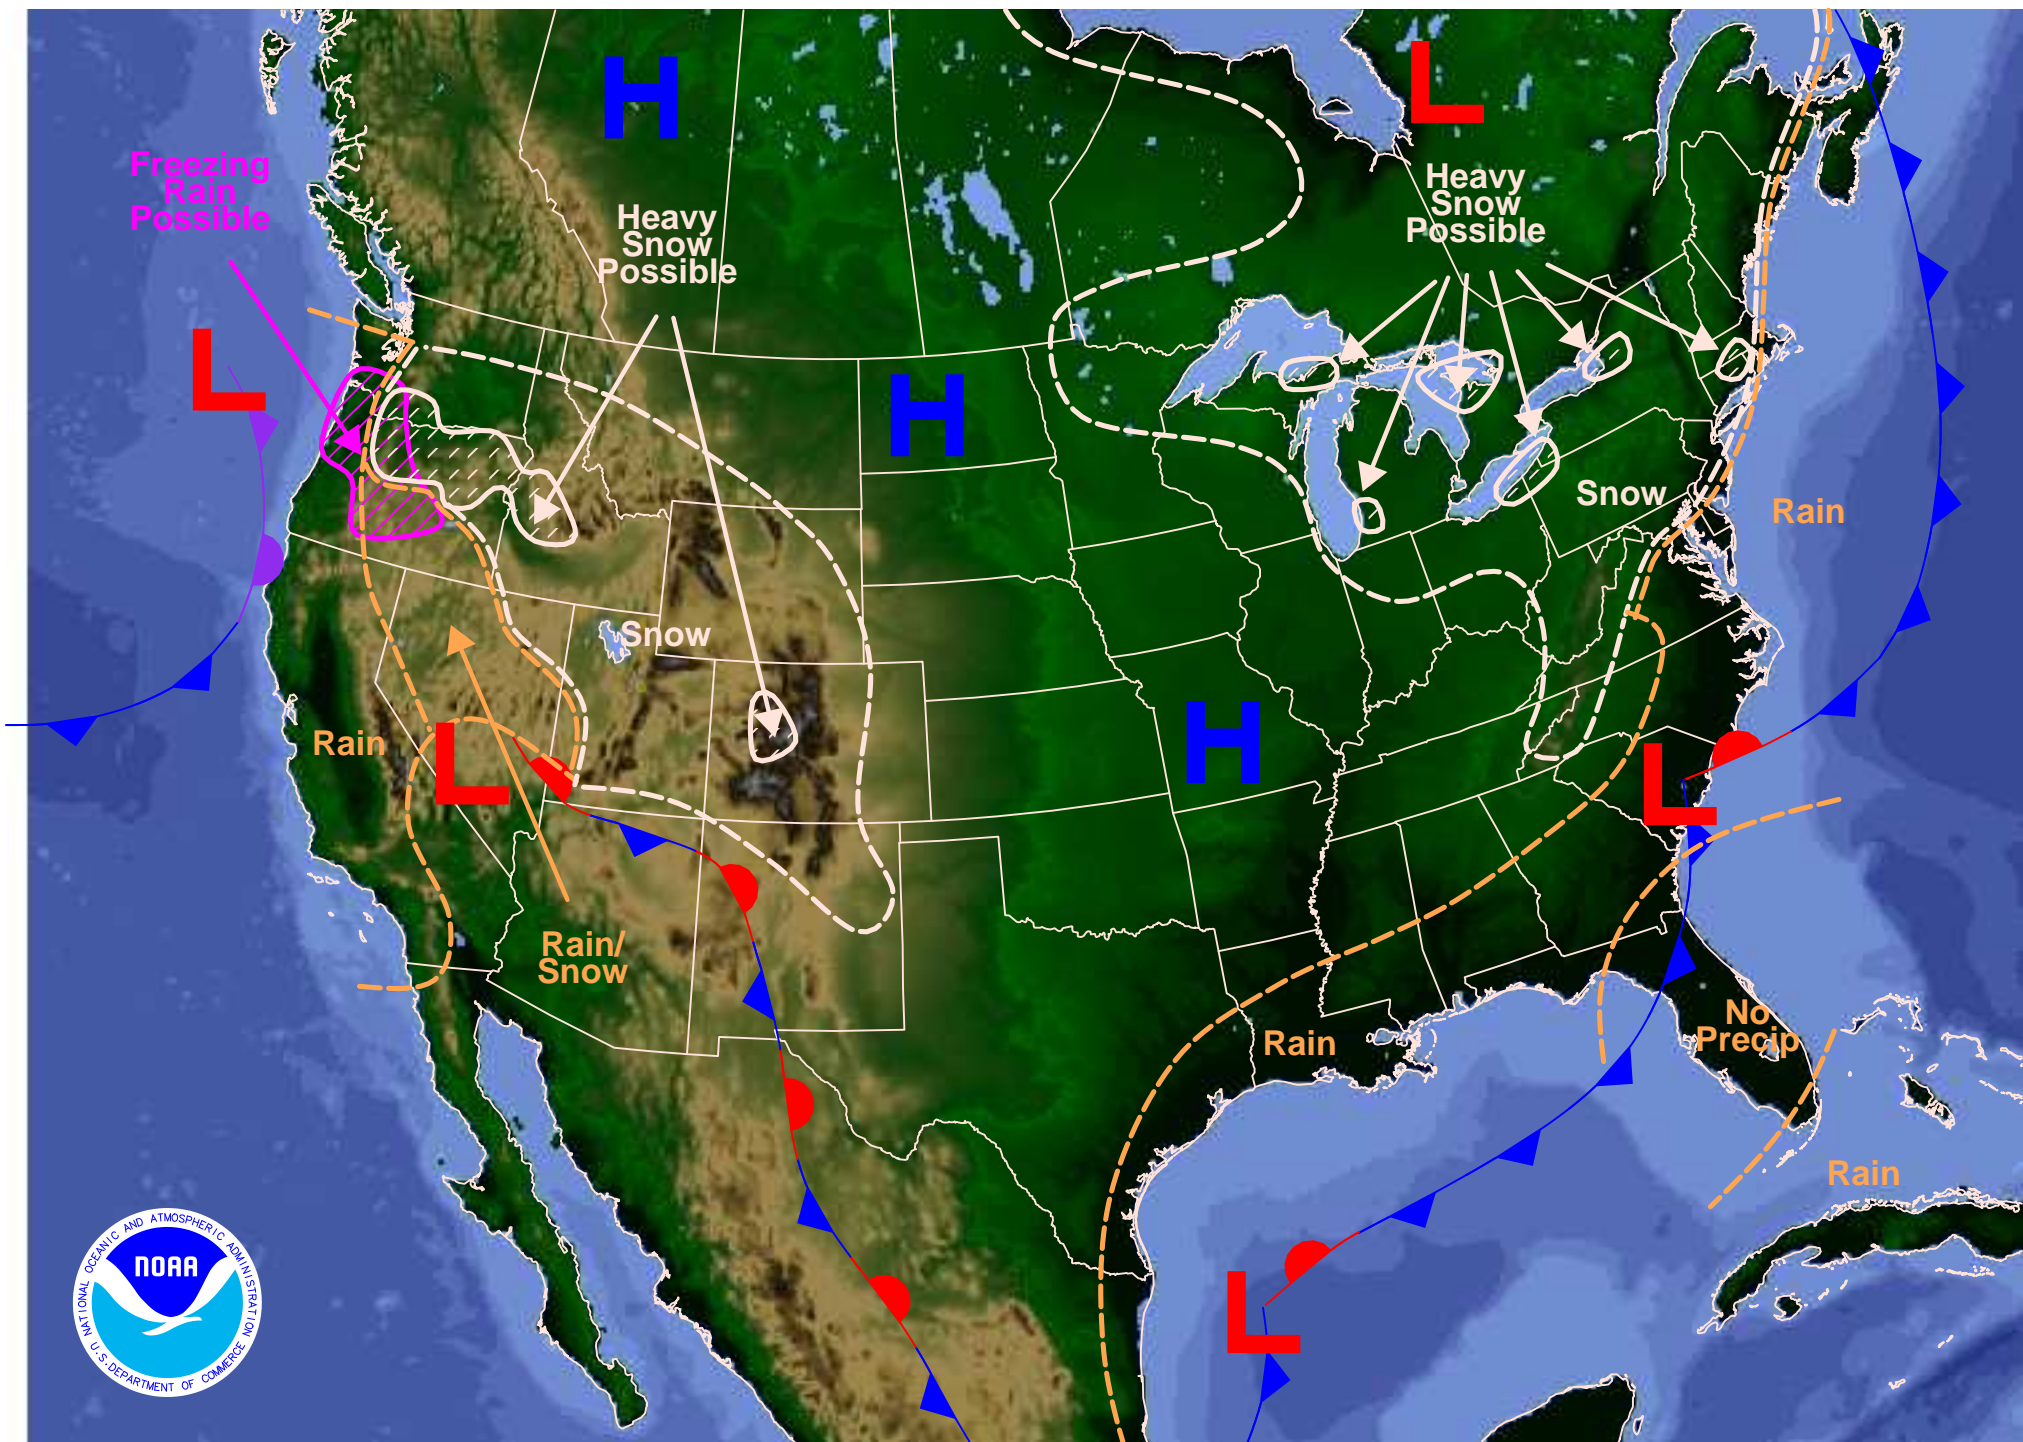 H
L
Freezing
Rain
Possible
Heavy
Snow
Possible
Heavy
Snow
Possible
L
H
Snow
Rain
Snow
Rain
L
H
L
Rain/
Snow
No
Precip
Rain
Rain
L
NATIONAL OCEANIC AND ATMOSPHERIC ADMINISTRATION
NOAA
U.S. DEPARTMENT OF COMMERCE